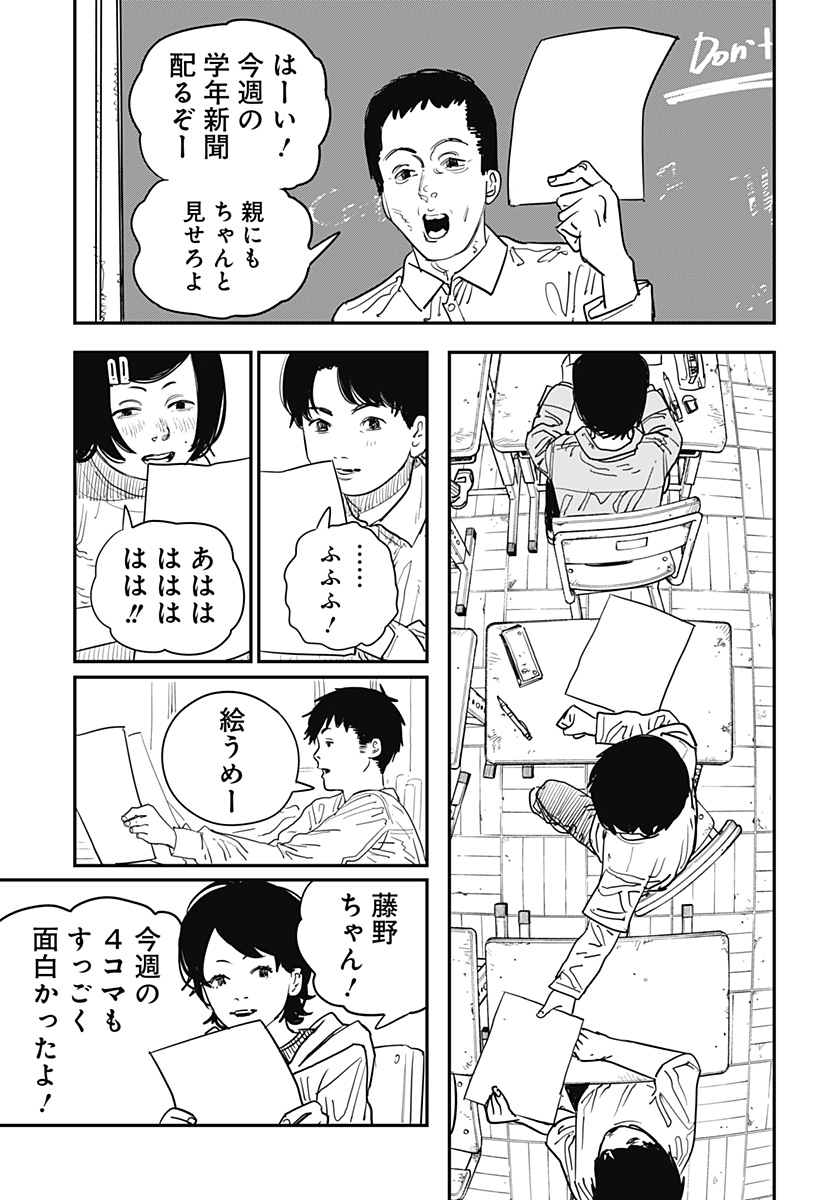 Don't
はーい！
今週の
学年新聞
配るぞー
親にも
ちゃんと
見せろよ
……
ふふふ！
あはは
ははは
はは!!
絵うめー
藤野
ちゃん！
今週の
４コマも
すっごく
面白かったよ！